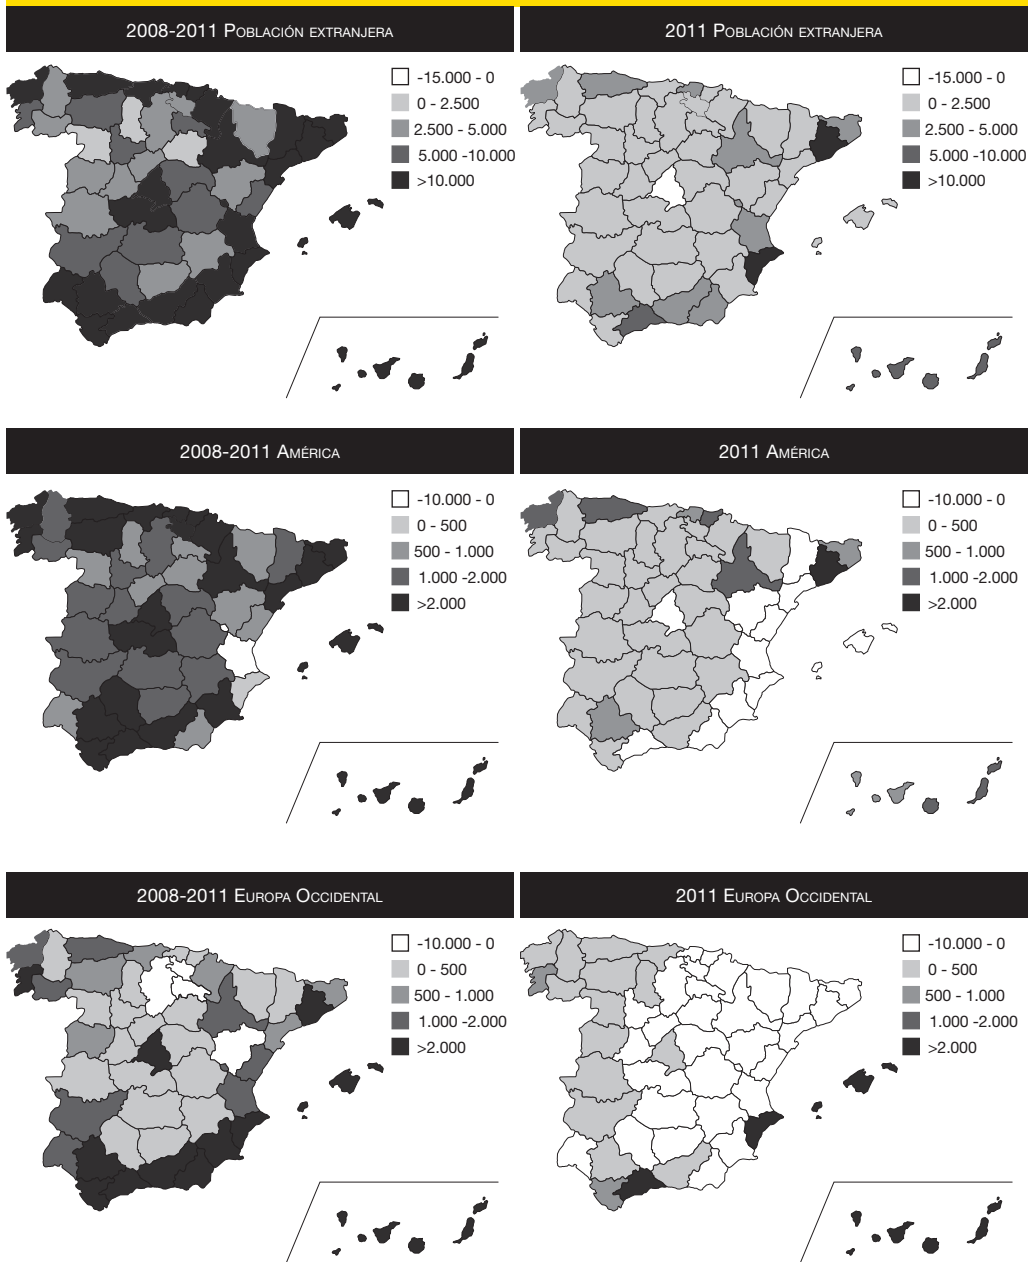 2008-2011 Población extranjera
-15.000 - 0
0 - 2.500
2.500 - 5.000
5.000 -10.000
>10.000
2011 Población extranjera
-15.000 - 0
0 - 2.500
2.500 - 5.000
5.000 -10.000
>10.000
2008-2011 América
-10.000 - 0
0 - 500
500 - 1.000
1.000 -2.000
>2.000
2011 América
-10.000 - 0
0 - 500
500 - 1.000
1.000 -2.000
>2.000
2008-2011 Europa Occidental
-10.000 - 0
0 - 500
500 - 1.000
1.000 -2.000
>2.000
2011 Europa Occidental
-10.000 - 0
0 - 500
500 - 1.000
1.000 -2.000
>2.000